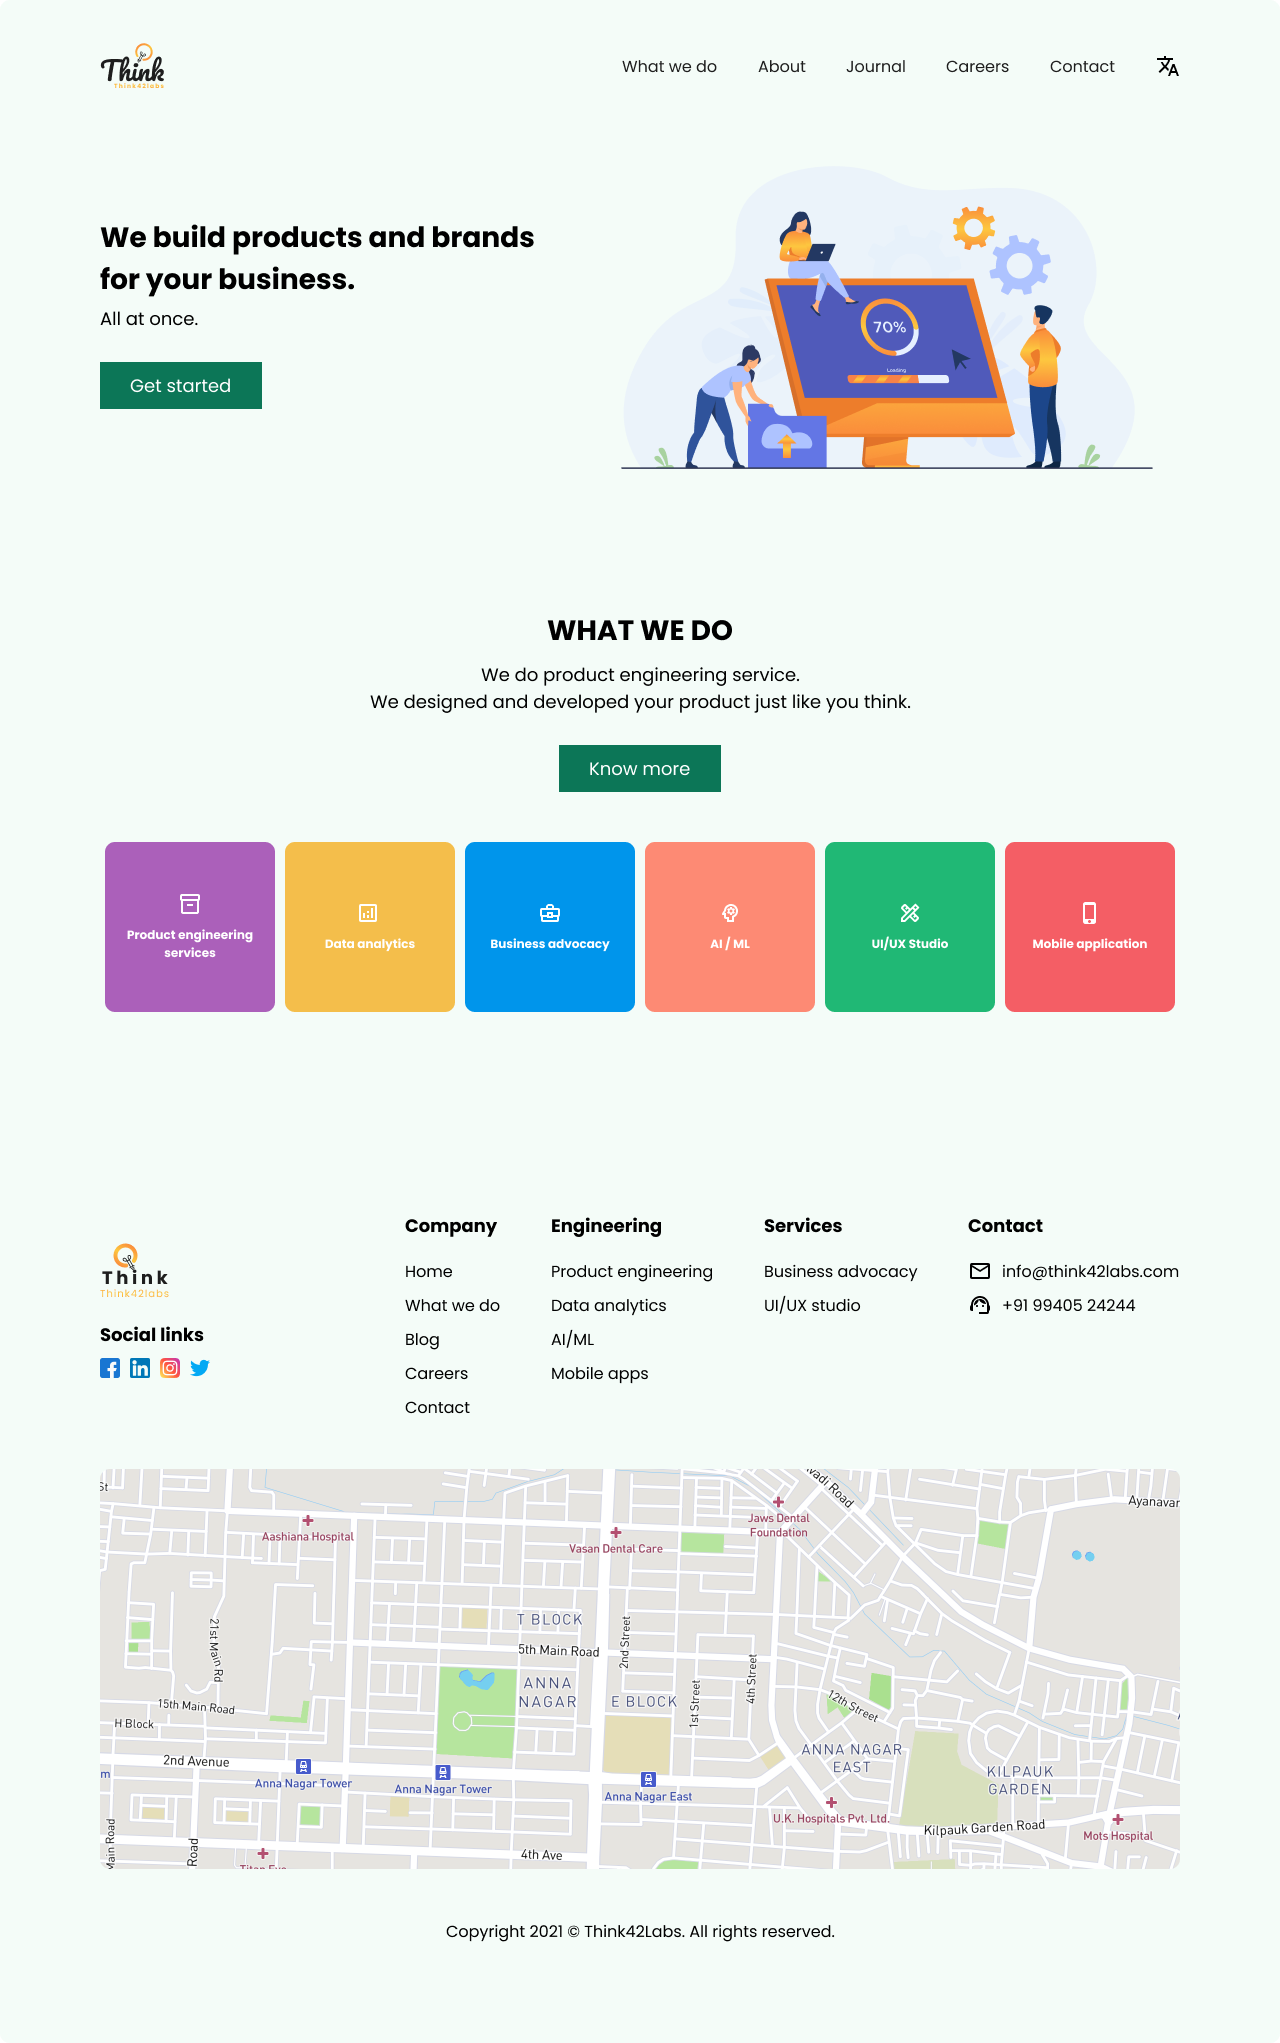 Think
Think42labs
What we do
About
Journal
Careers
Contact
We build products and brands
for your business.
All at once.
Get started
70%
Loading
WHAT WE DO
We do product engineering service.
We designed and developed your product just like you think.
Know more
Product engineering
services
Data analytics
Business advocacy
AI / ML
UI/UX Studio
Mobile application
Think
Think42labs
Social links
Company
Home
What we do
Blog
Careers
Contact
Engineering
Product engineering
Data analytics
AI/ML
Mobile apps
Services
Business advocacy
UI/UX studio
Contact
info@think42labs.com
+91 99405 24244
St
vadi Road
Ayanavar
Aashiana Hospital
Vasan Dental Care
Jaws Dental
Foundation
T BLOCK
21st Main Rd
5th Main Road
2nd Street
ANNA
NAGAR
E BLOCK
1st Street
4th Street
12th Street
15th Main Road
H Block
2nd Avenue
m
Anna Nagar Tower
Anna Nagar Tower
Anna Nagar East
ANNA NAGAR
EAST
KILPAUK
GARDEN
U.K. Hospitals Pvt. Ltd.
Kilpauk Garden Road
Mots Hospital
Main Road
Road
4th Ave
Copyright 2021 © Think42Labs. All rights reserved.